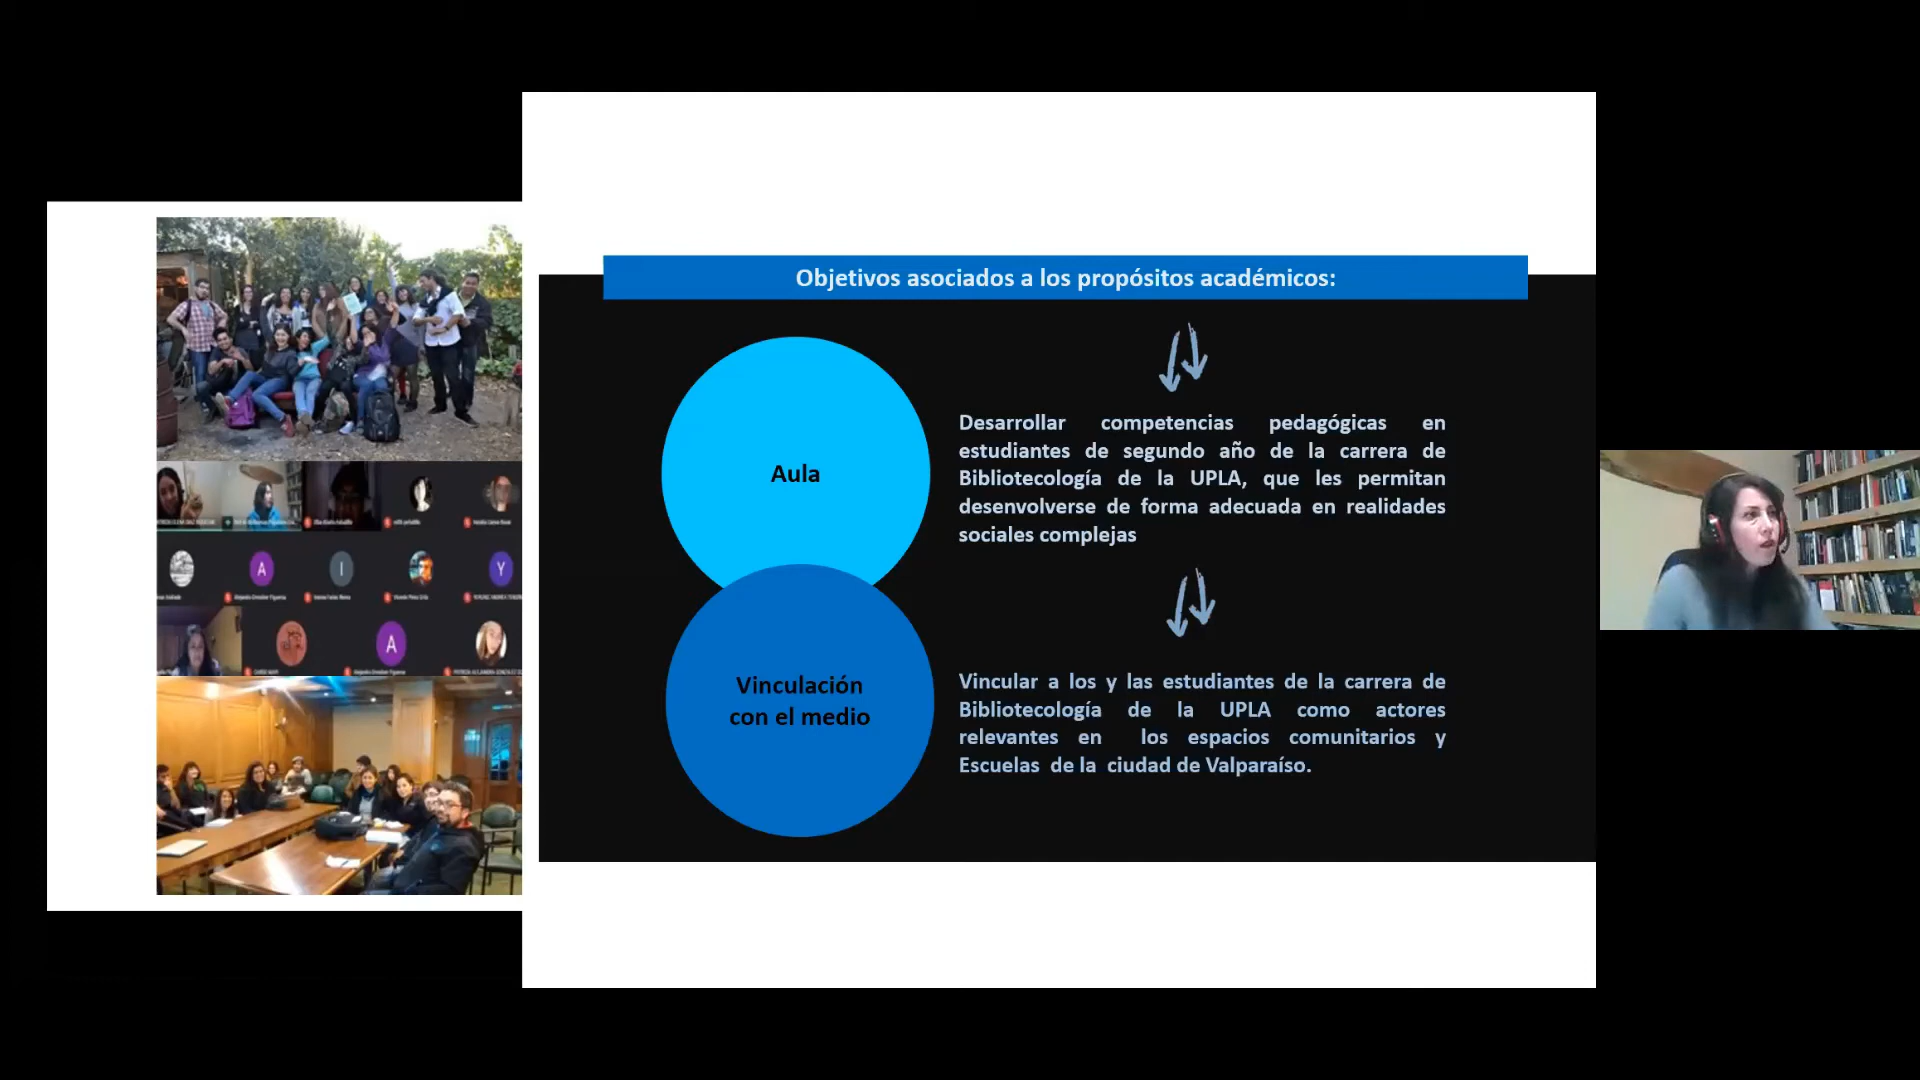 Objetivos asociados a los propósitos académicos:
Aula
Desarrollar competencias pedagógicas en
estudiantes de segundo año de la carrera de
Bibliotecología de la UPLA, que les permitan
desenvolverse de forma adecuada en realidades
sociales complejas
Vinculación
con el medio
Vincular a los y las estudiantes de la carrera de
Bibliotecología de la UPLA como actores
relevantes en los espacios comunitarios y
Escuelas de la ciudad de Valparaíso.
A
I
Y
A